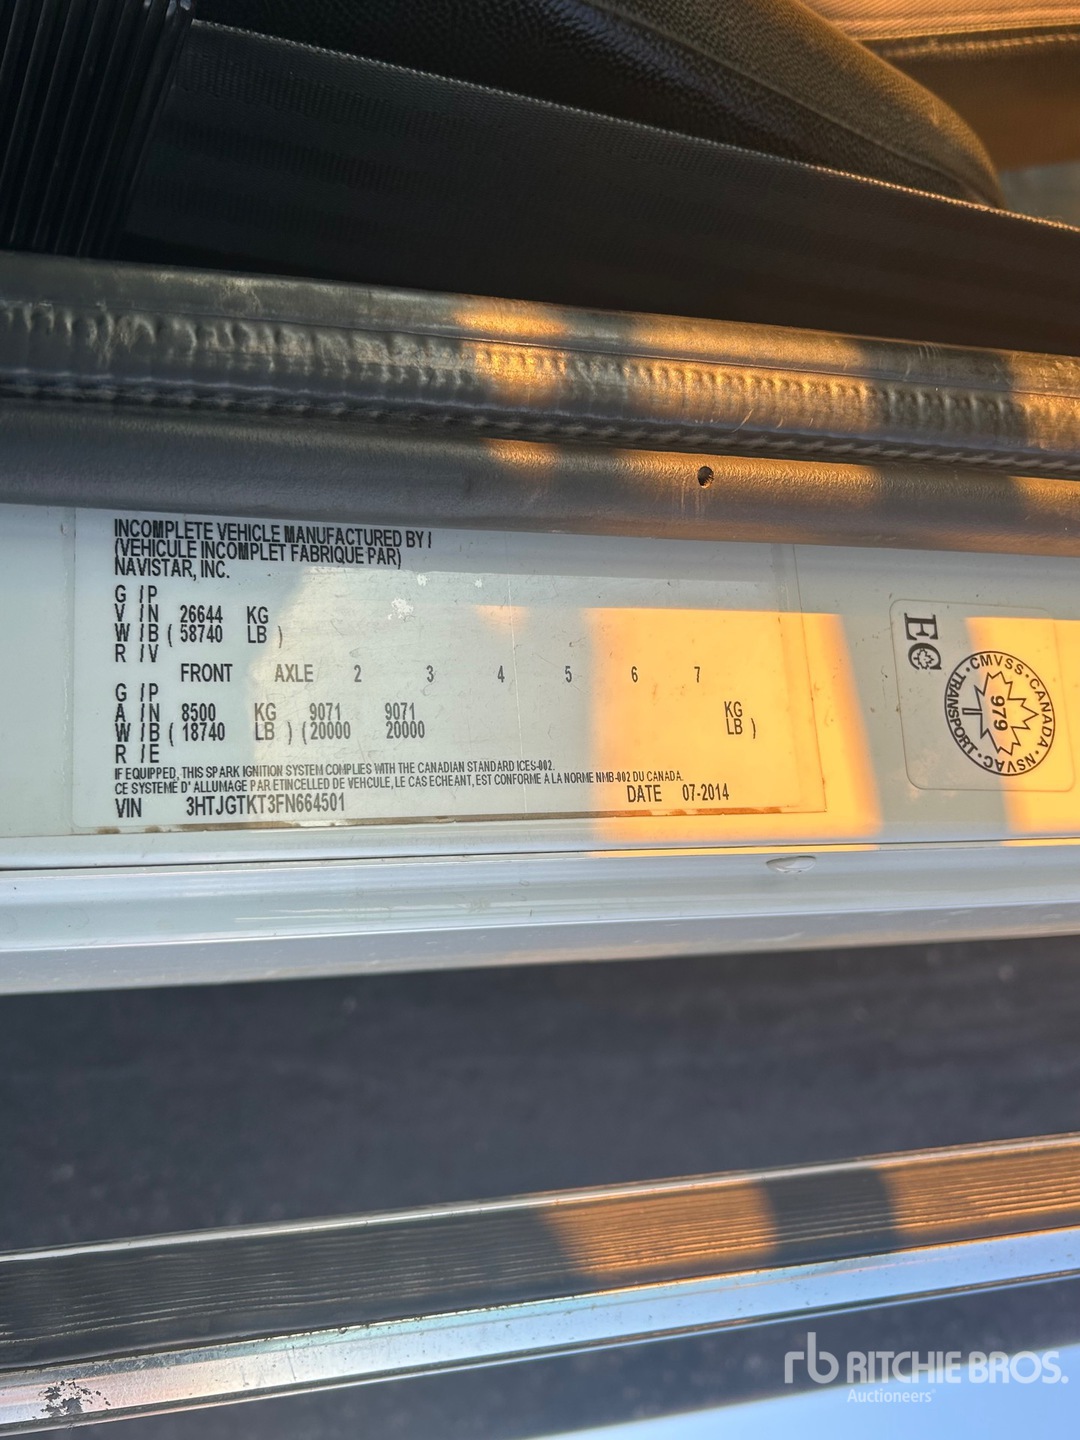 INCOMPLETE VEHICLE MANUFACTURED BY I
(VEHICULE INCOMPLET FABRIQUE PAR)
NAVISTAR, INC.
G / P
V / N 26644 KG
W / B ( 58740 LB )
R / V
FRONT AXLE 2 3 4 5 6 7
G / P
A / N 8500 KG 9071 9071 KG
W / B ( 18740 LB ) ( 20000 20000 LB )
R / E
IF EQUIPPED, THIS SPARK IGNITION SYSTEM COMPLIES WITH THE CANADIAN STANDARD ICES-002.
CE SYSTEME D' ALLUMAGE PAR ETINCELLED DE VEHICULE, LE CAS ECHEANT, EST CONFORME A LA NORME NMB-002 DU CANADA.
VIN 3HTJGTKT3FN664501 DATE 07-2014
EC
CMVSS·CANADA·NSVAC·TRANSPORT·
979
rb RITCHIE BROS.
Auctioneers